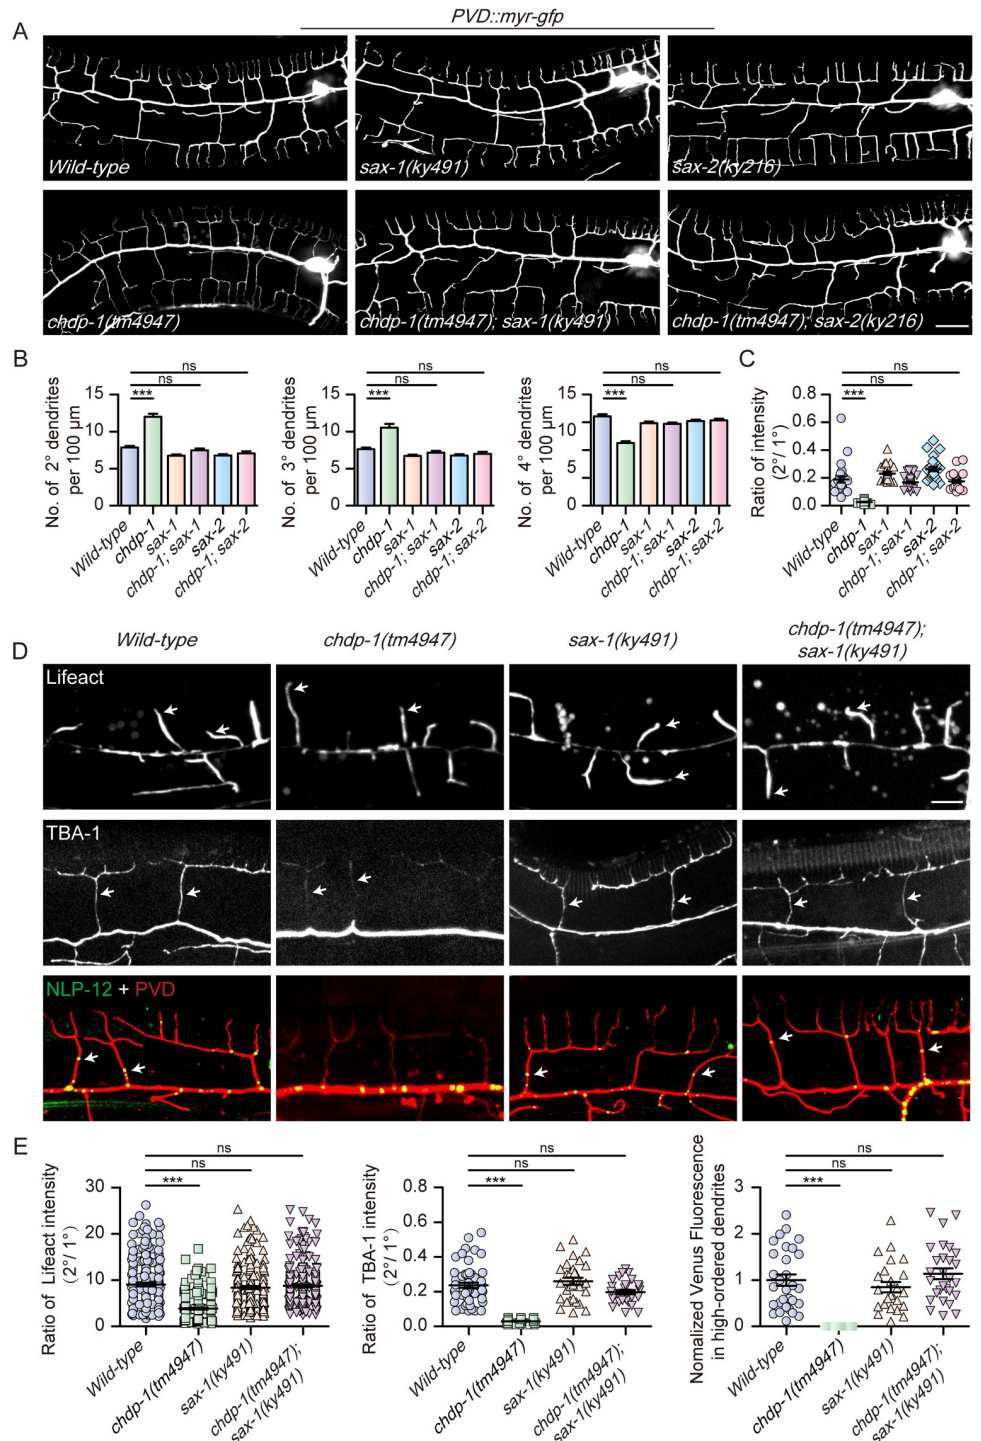 PVD::myr-gfp
A
Wild-type
sax-1(ky491)
sax-2(ky216)
chdp-1(tm4947)
chdp-1(tm4947); sax-1(ky491)
chdp-1(tm4947); sax-2(ky216)
B
No. of 2° dendrites
per 100 µm
15
10
5
0
ns
ns
***
Wild-type
chdp-1
sax-1
chdp-1; sax-1
sax-2
chdp-1; sax-2
No. of 3° dendrites
per 100 µm
15
10
5
0
ns
ns
***
Wild-type
chdp-1
sax-1
chdp-1; sax-1
sax-2
chdp-1; sax-2
No. of 4° dendrites
per 100 µm
15
10
5
0
ns
ns
***
Wild-type
chdp-1
sax-1
chdp-1; sax-1
sax-2
chdp-1; sax-2
C
Ratio of intensity
(2°/ 1°)
0.8
0.6
0.4
0.2
0.0
ns
ns
***
Wild-type
chdp-1
sax-1
chdp-1; sax-1
sax-2
chdp-1; sax-2
D
Wild-type
chdp-1(tm4947)
sax-1(ky491)
chdp-1(tm4947);
sax-1(ky491)
Lifeact
TBA-1
NLP-12 + PVD
E
Ratio of Lifeact intensity
(2°/ 1°)
30
20
10
0
ns
ns
***
Wild-type
chdp-1(tm4947)
sax-1(ky491)
chdp-1(tm4947);
sax-1(ky491)
Ratio of TBA-1 intensity
(2°/ 1°)
0.8
0.6
0.4
0.2
0.0
ns
ns
***
Wild-type
chdp-1(tm4947)
sax-1(ky491)
chdp-1(tm4947);
sax-1(ky491)
Nomalized Venus Fluorescence
in high-ordered dendrites
3
2
1
0
ns
ns
***
Wild-type
chdp-1(tm4947)
sax-1(ky491)
chdp-1(tm4947);
sax-1(ky491)